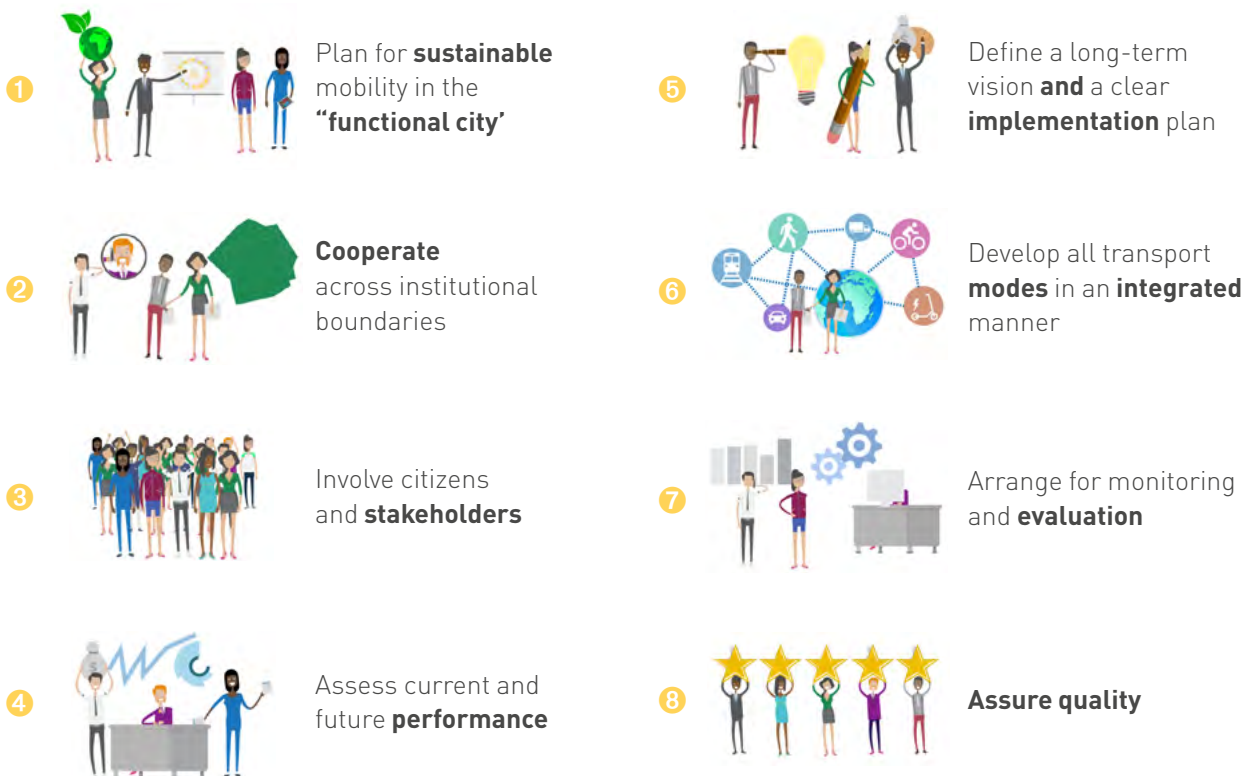 1
Plan for sustainable
mobility in the
“functional city’
2
Cooperate
across institutional
boundaries
3
Involve citizens
and stakeholders
4
$
Assess current and
future performance
5
Define a long-term
vision and a clear
implementation plan
6
Develop all transport
modes in an integrated
manner
7
Arrange for monitoring
and evaluation
8
Assure quality